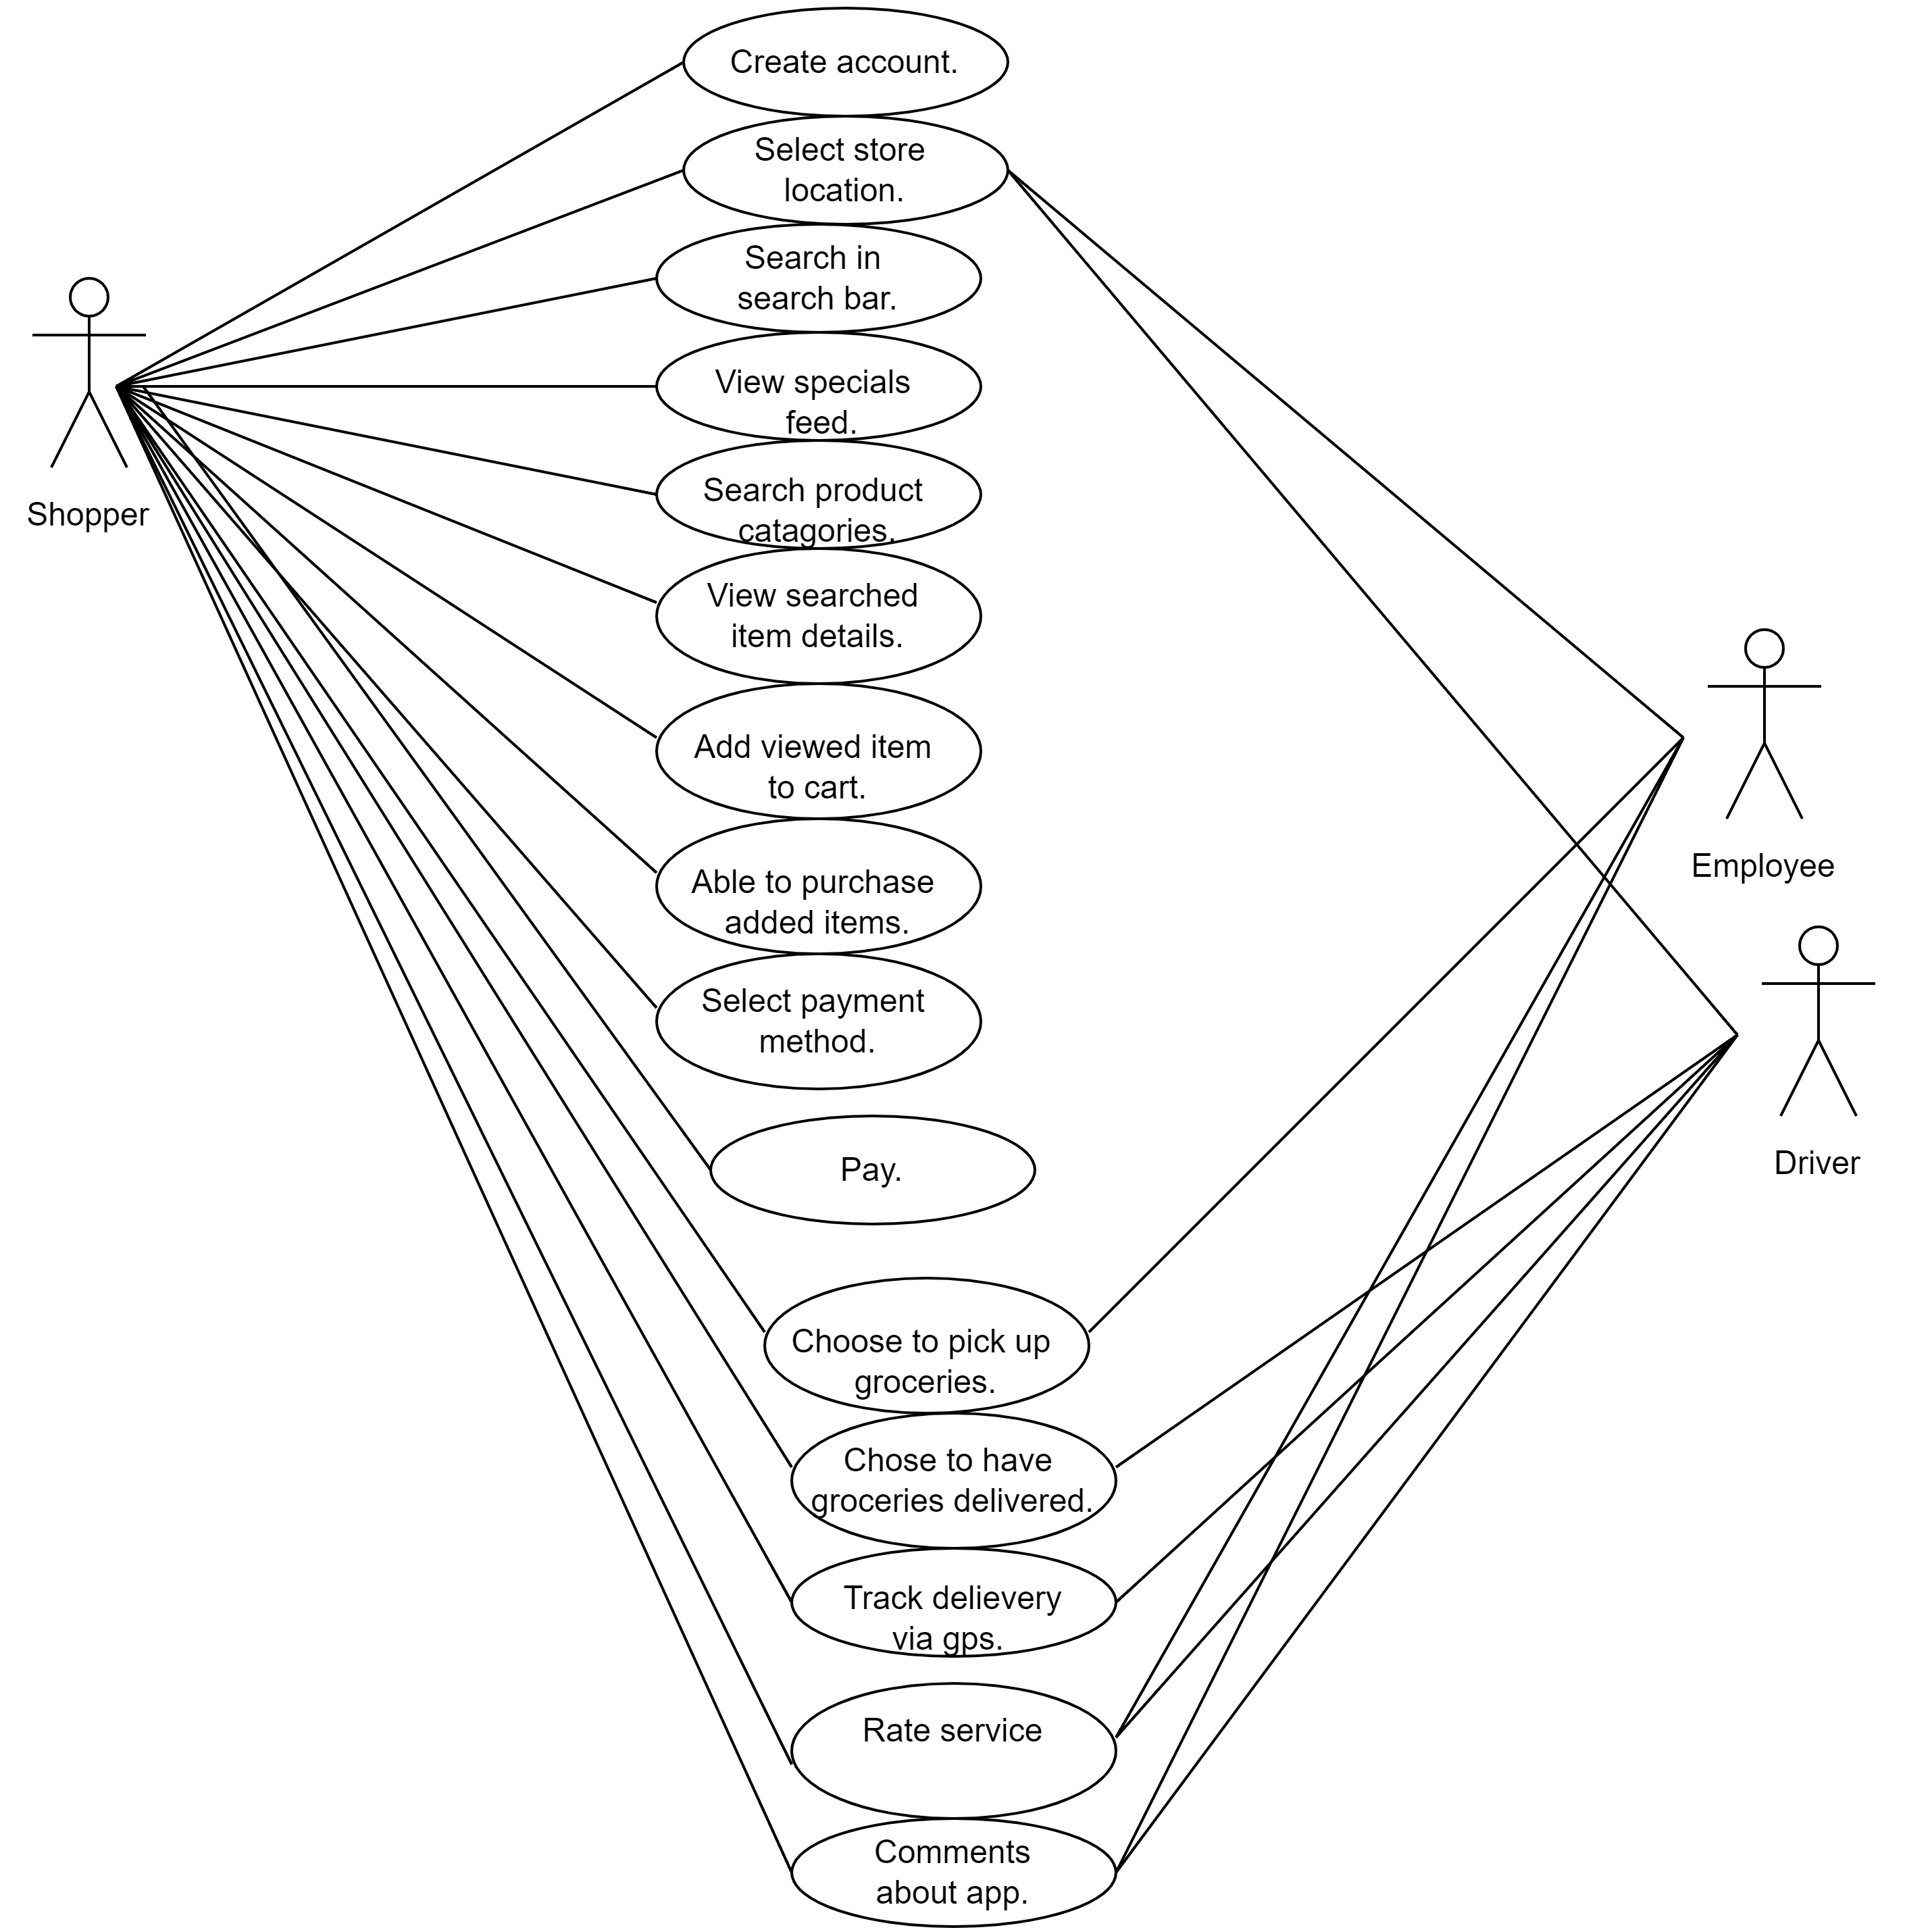 Create account.
Select store
location.
Search in
search bar.
View specials
feed.
Search product
catagories.
Shopper
View searched
item details.
Add viewed item
to cart.
Employee
Able to purchase
added items.
Select payment
method.
Driver
Pay.
Choose to pick up
groceries.
Chose to have
groceries delivered.
Track delievery
via gps.
Rate service
Comments
about app.